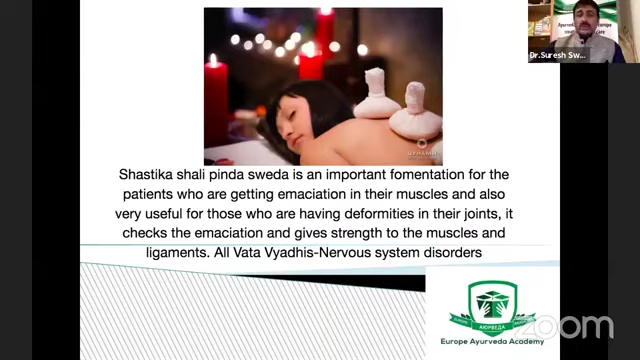 Dr.Suresh Sw...
Shastika shali pinda sweda is an important fomentation for the
patients who are getting emaciation in their muscles and also
very useful for those who are having deformities in their joints, it
checks the emaciation and gives strength to the muscles and
ligaments. All Vata Vyadhis-Nervous system disorders
АЮРВЕДА
Europe Ayurveda Academy
zoom